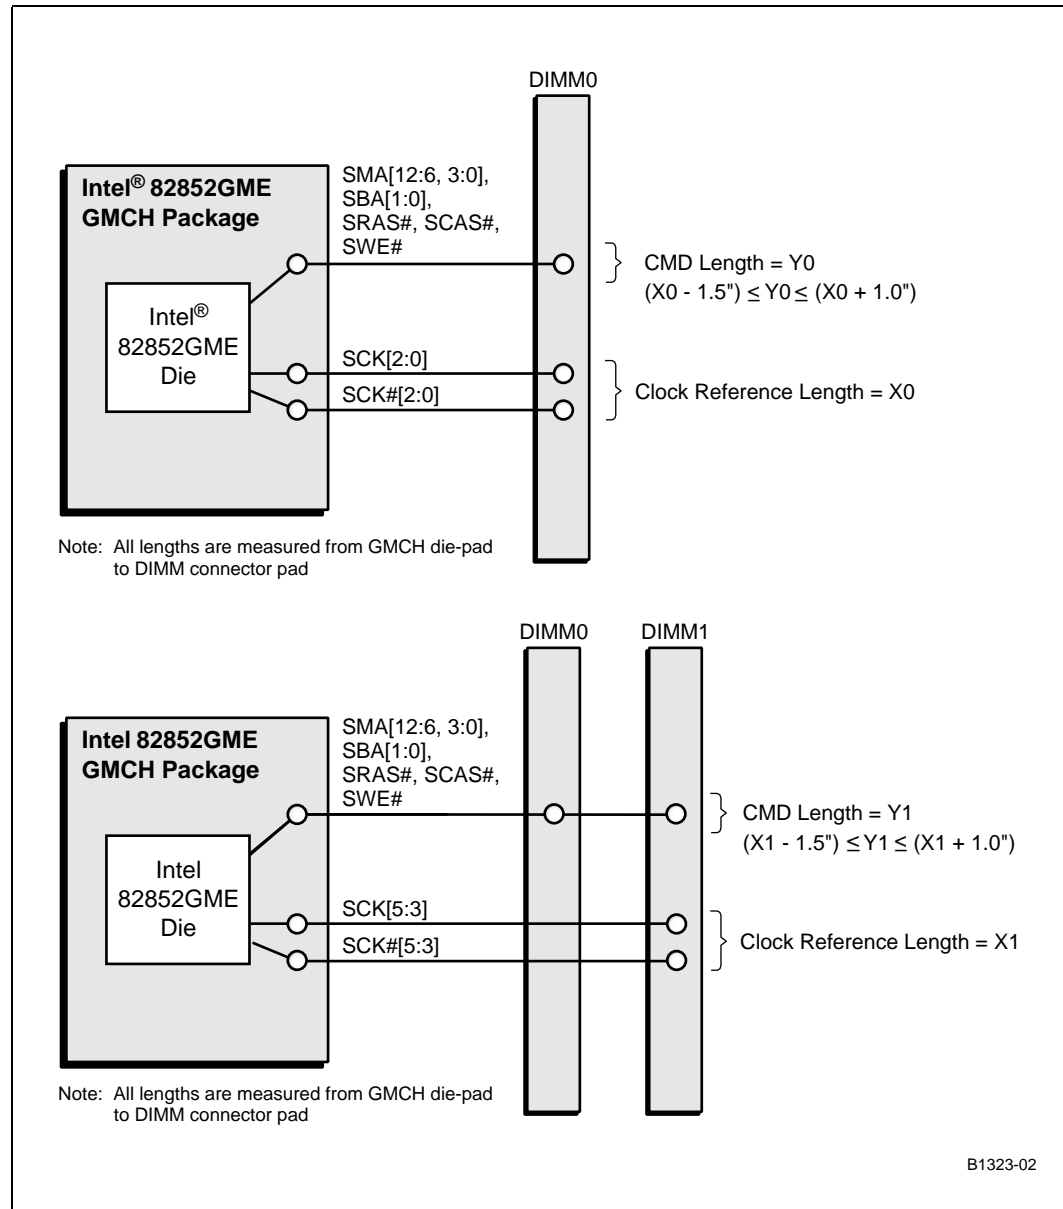 DIMM0
Intel® 82852GME
GMCH Package
SMA[12:6, 3:0],
SBA[1:0],
SRAS#, SCAS#,
SWE#
CMD Length = Y0
(X0 - 1.5") ≤ Y0 ≤ (X0 + 1.0")
Intel®
82852GME
Die
SCK[2:0]
SCK#[2:0]
Clock Reference Length = X0
Note: All lengths are measured from GMCH die-pad
to DIMM connector pad
DIMM0
DIMM1
Intel 82852GME
GMCH Package
SMA[12:6, 3:0],
SBA[1:0],
SRAS#, SCAS#,
SWE#
CMD Length = Y1
(X1 - 1.5") ≤ Y1 ≤ (X1 + 1.0")
Intel
82852GME
Die
SCK[5:3]
SCK#[5:3]
Clock Reference Length = X1
Note: All lengths are measured from GMCH die-pad
to DIMM connector pad
B1323-02